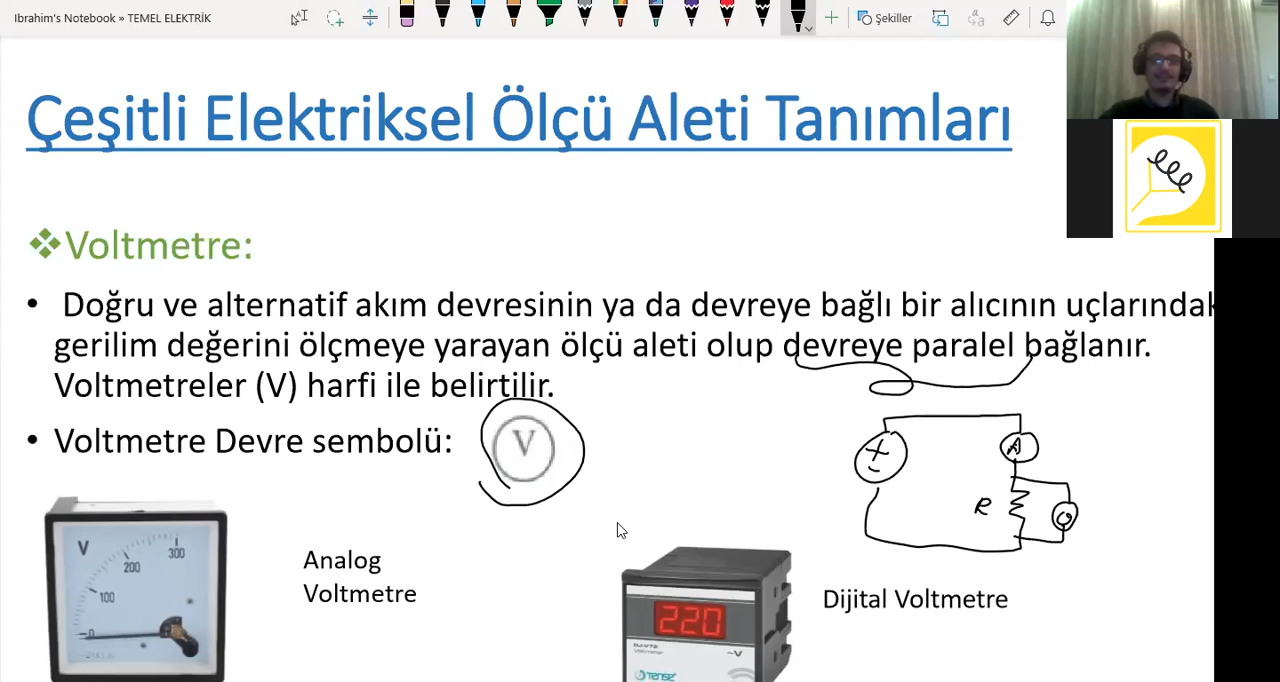 Ibrahim's Notebook » TEMEL ELEKTRİK
Şekiller
Çeşitli Elektriksel Ölçü Aleti Tanımları
❖Voltmetre:
• Doğru ve alternatif akım devresinin ya da devreye bağlı bir alıcının uçlarındak
gerilim değerini ölçmeye yarayan ölçü aleti olup devreye paralel bağlanır.
Voltmetreler (V) harfi ile belirtilir.
• Voltmetre Devre sembolü:
V
A
R
V
100
200
300
0
Analog
Voltmetre
220
Voltmeter
~V
TENSE
Dijital Voltmetre